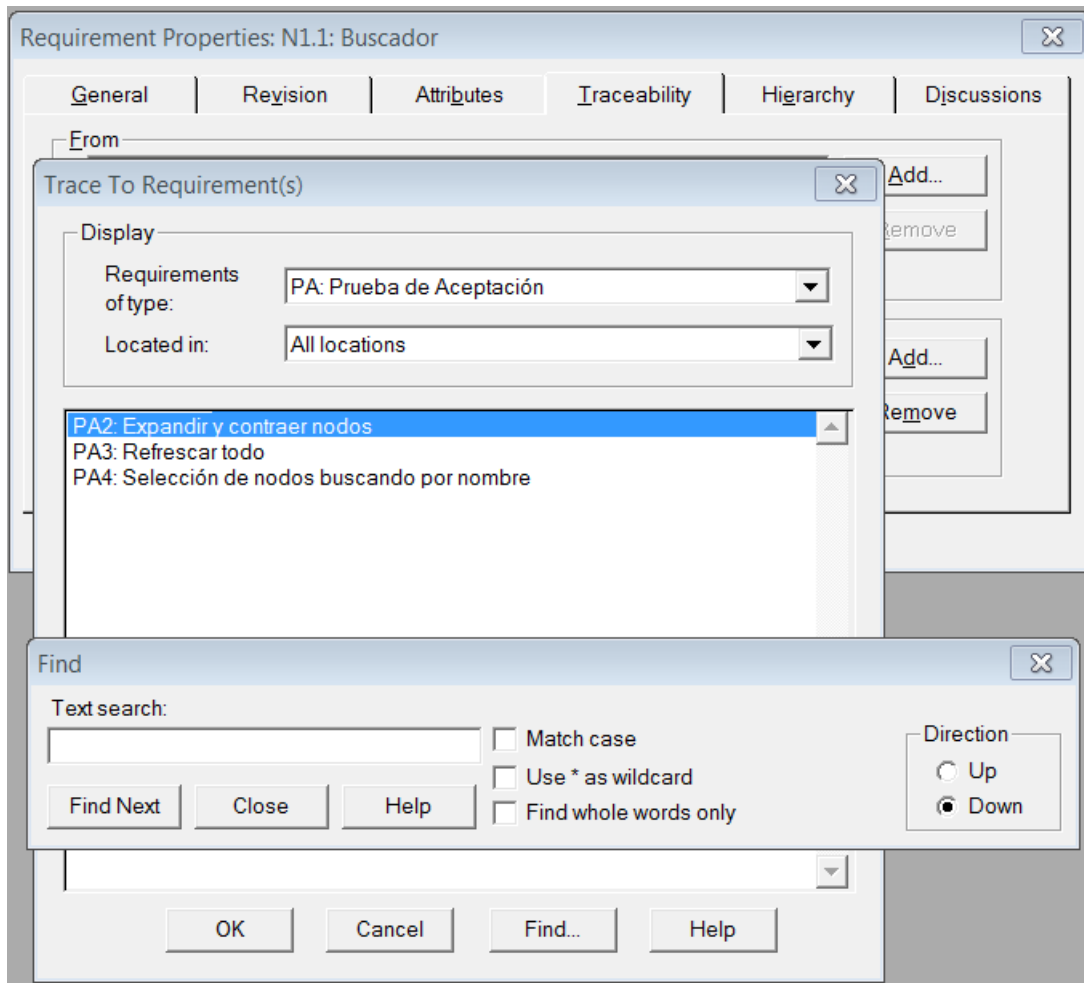 Requirement Properties: N1.1: Buscador
General Revision Attributes Traceability Hierarchy Discussions
From
Add...
Remove
Trace To Requirement(s)
Display
Requirements
of type:
PA: Prueba de Aceptación
Located in:
All locations
Add...
Remove
PA2: Expandir y contraer nodos
PA3: Refrescar todo
PA4: Selección de nodos buscando por nombre
Find
Text search:
Match case
Use * as wildcard
Find whole words only
Direction
Up
Down
Find Next Close Help
OK Cancel Find... Help